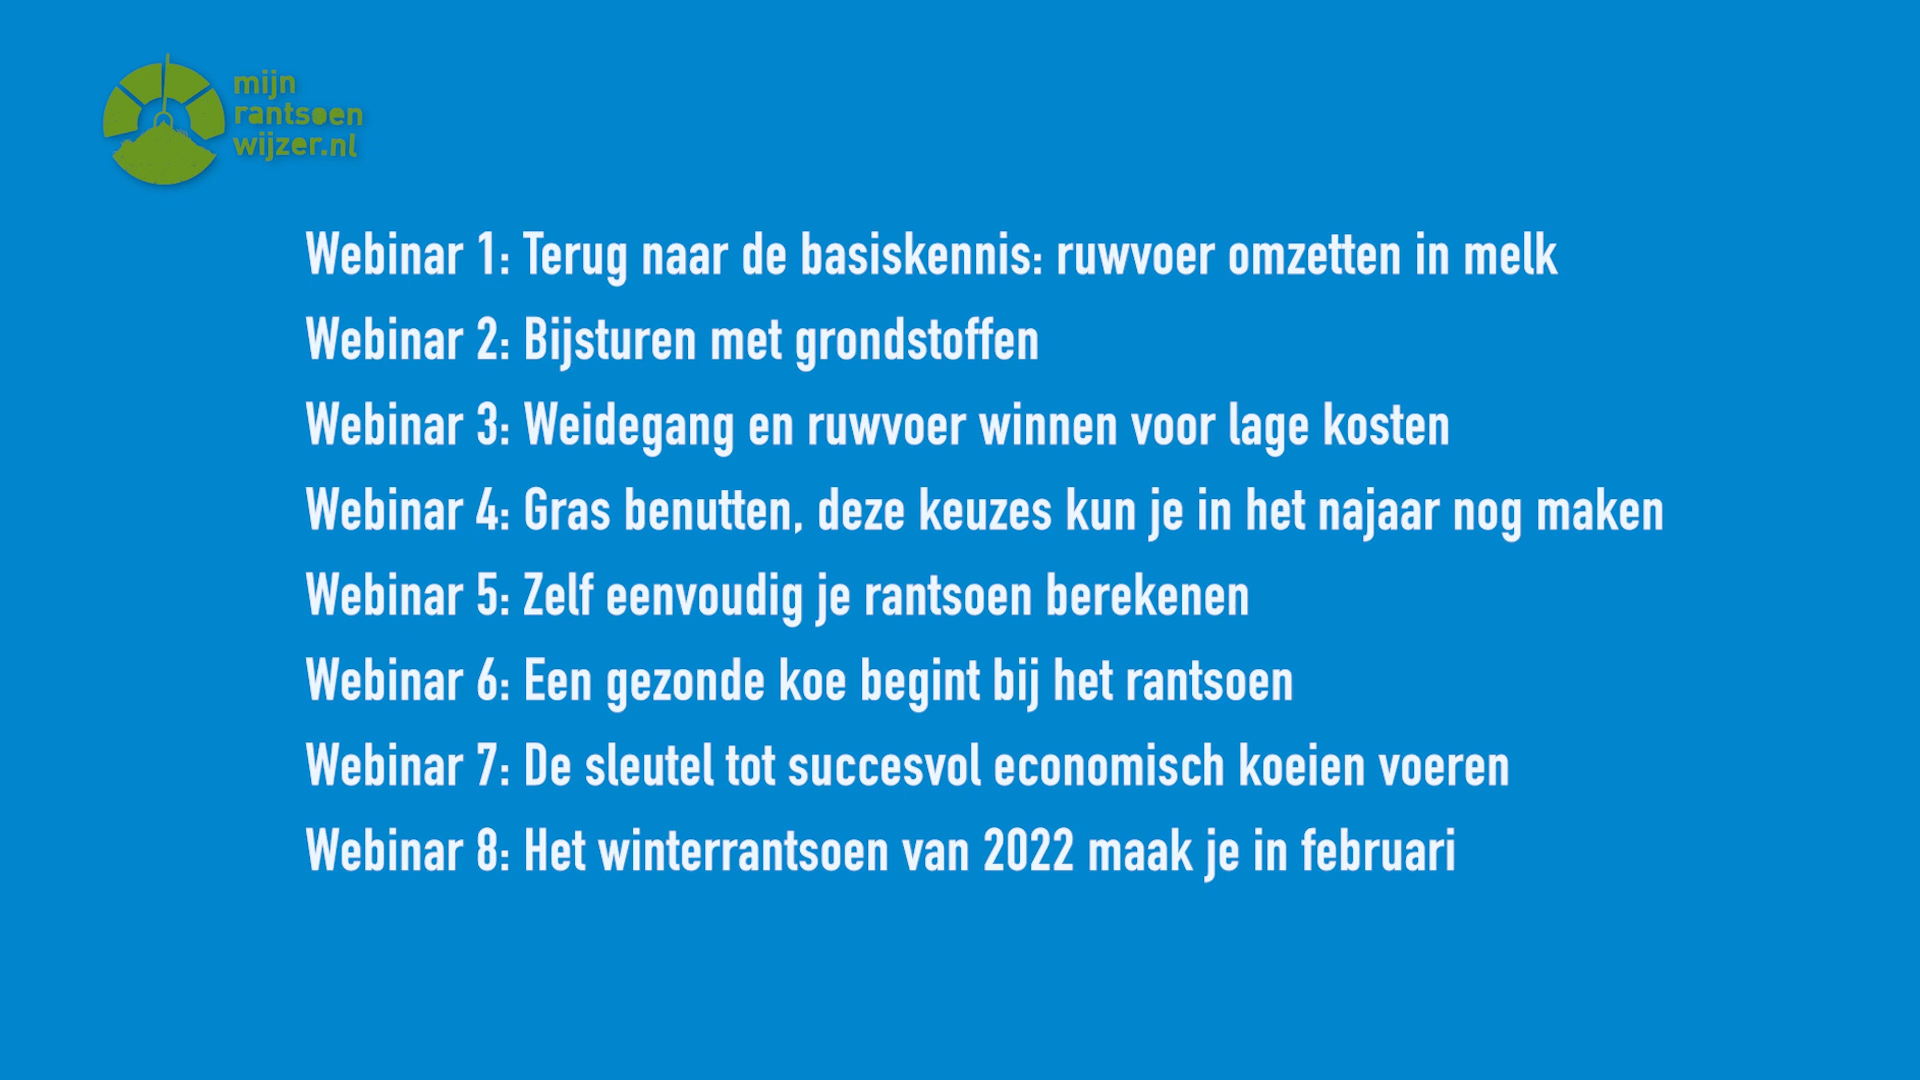 mijn
rantsoen
wijzer.nl
Webinar 1: Terug naar de basiskennis: ruwvoer omzetten in melk
Webinar 2: Bijsturen met grondstoffen
Webinar 3: Weidegang en ruwvoer winnen voor lage kosten
Webinar 4: Gras benutten, deze keuzes kun je in het najaar nog maken
Webinar 5: Zelf eenvoudig je rantsoen berekenen
Webinar 6: Een gezonde koe begint bij het rantsoen
Webinar 7: De sleutel tot succesvol economisch koeien voeren
Webinar 8: Het winterrantsoen van 2022 maak je in februari